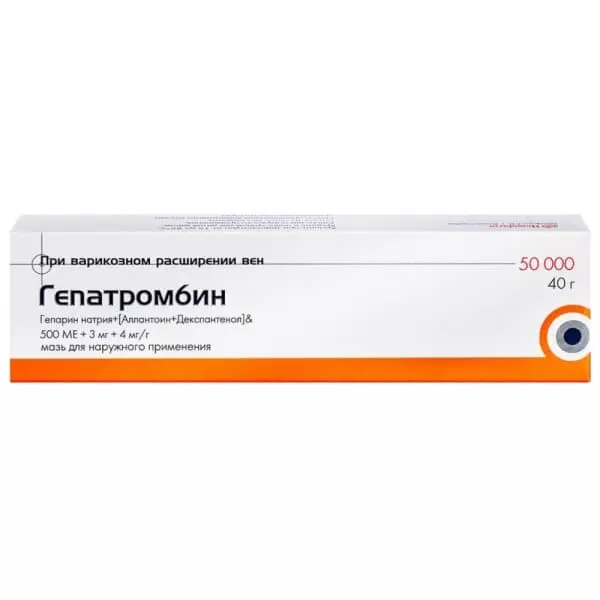 При варикозном расширении вен
50 000
Гепатромбин
40 г
Гепарин натрия+[Аллантоин+Декспантенол]&
500 МЕ + 3 мг + 4 мг/г
мазь для наружного применения